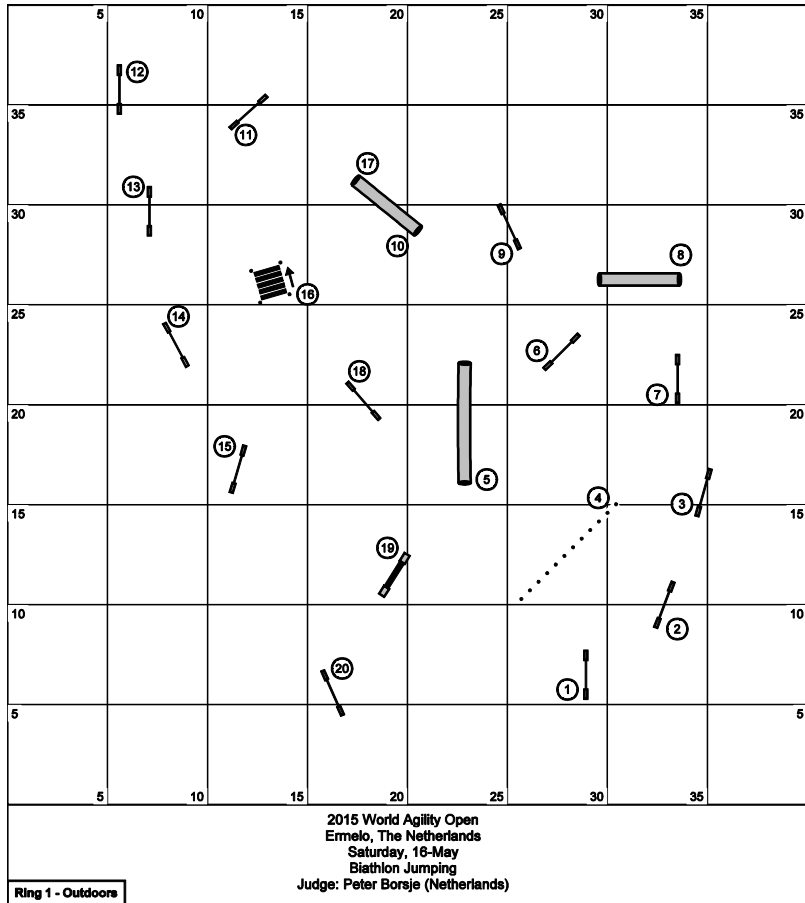 5 10 15 20 25 30 35
12
35 11 35
17
13
30 30
10 9 8
16
25 25
14
6
18
20 7 20
15
5
4 3
15 15
19
10 10
2
20
1
5 5
5 10 15 20 25 30 35
2015 World Agility Open
Ermelo, The Netherlands
Saturday, 16-May
Biathlon Jumping
Judge: Peter Borsje (Netherlands)
Ring 1 - Outdoors